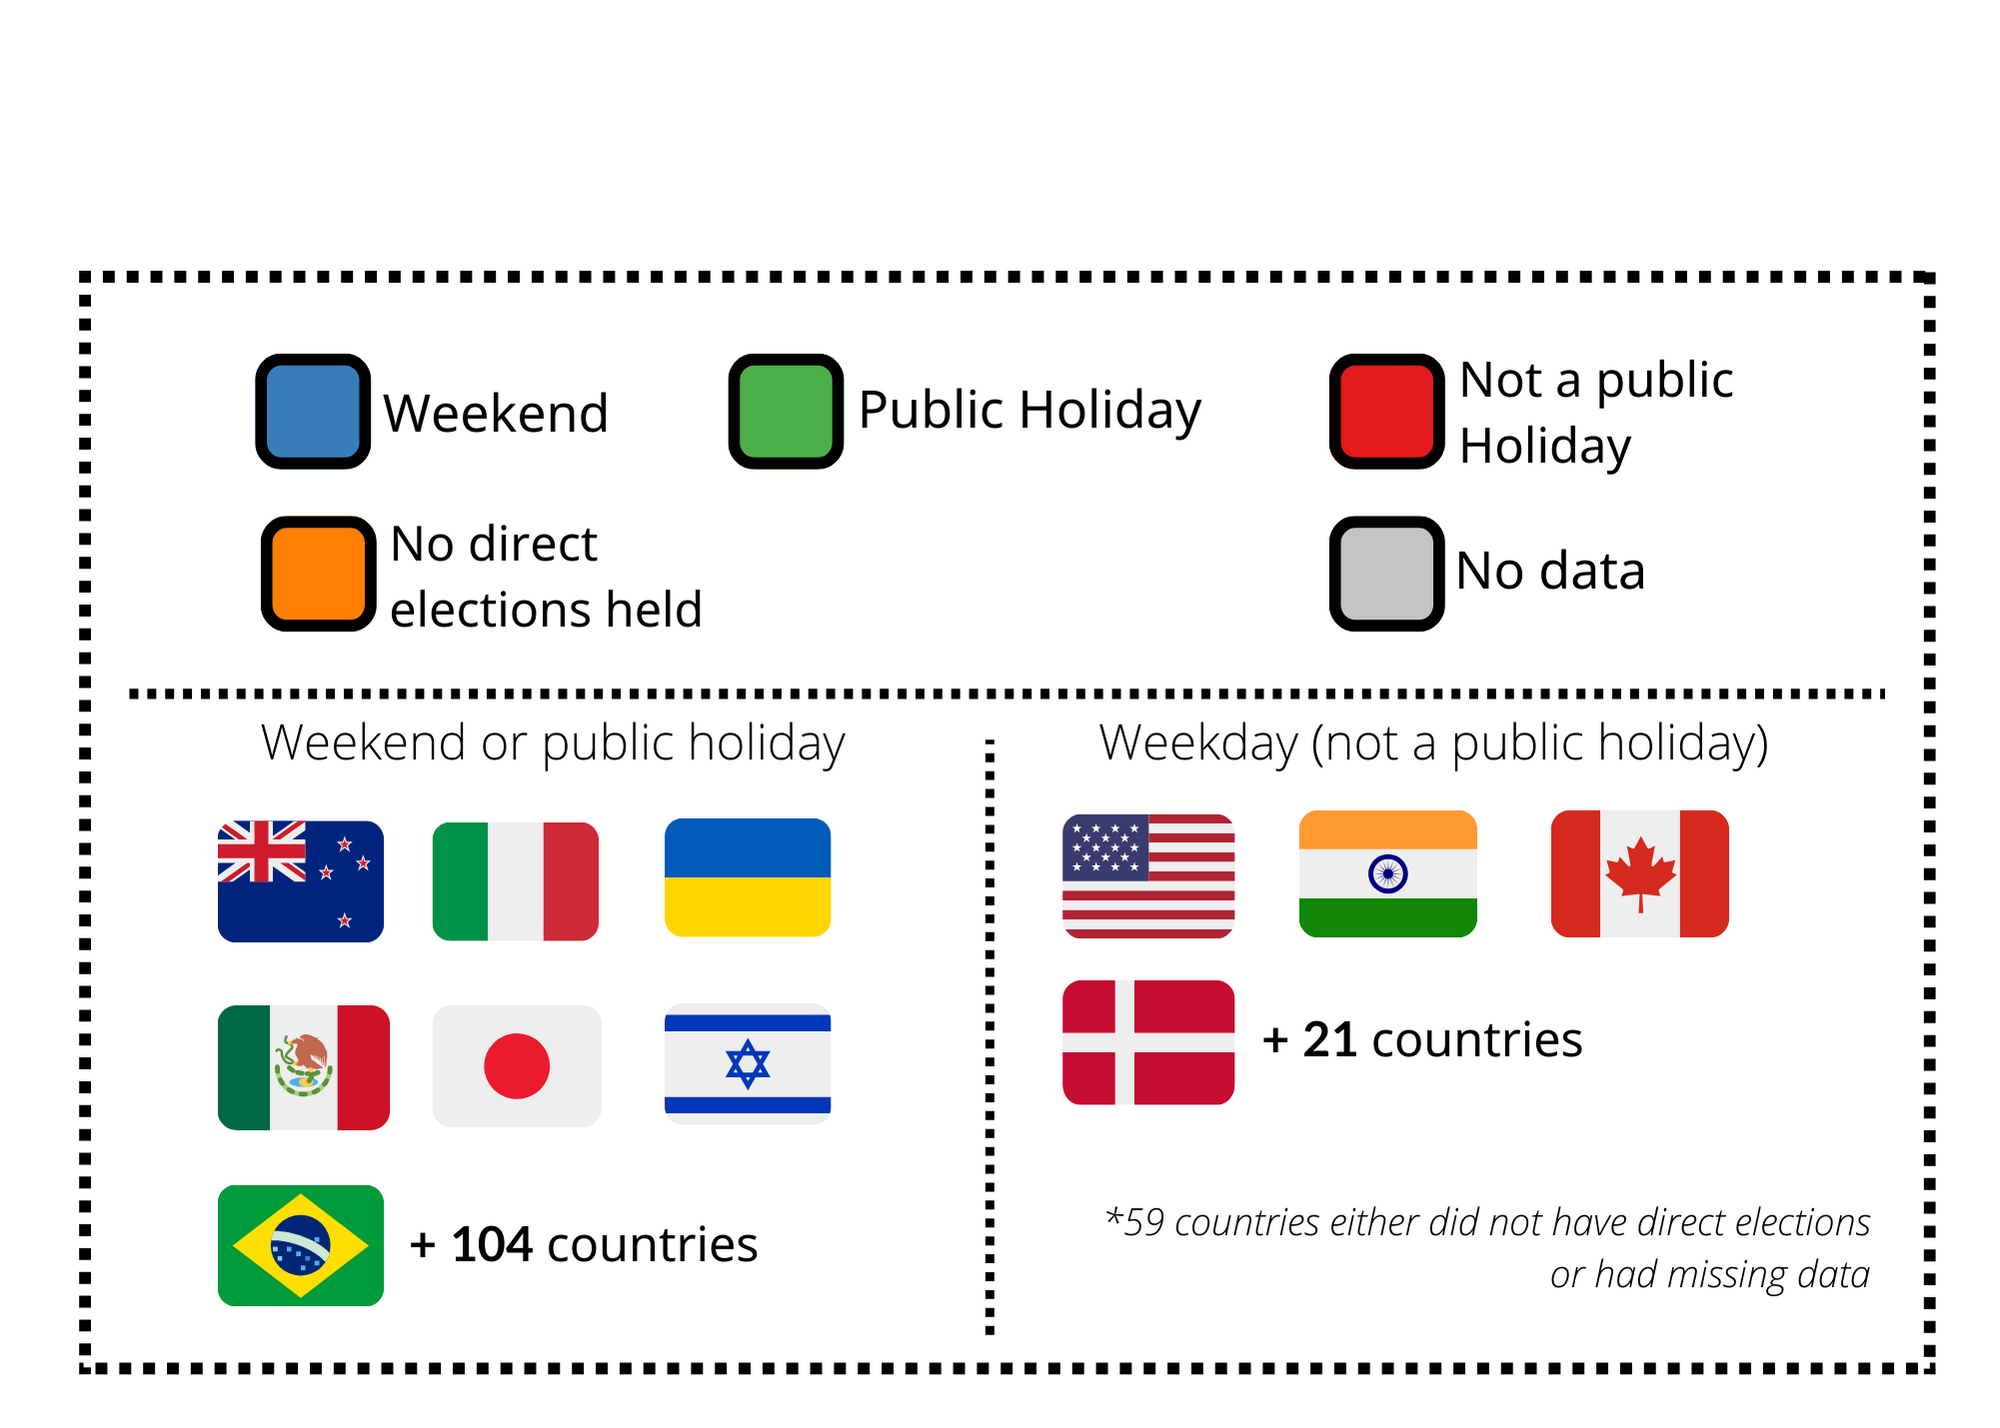 Weekend
Public Holiday
Not a public
Holiday
No direct
elections held
No data
Weekend or public holiday
Weekday (not a public holiday)
+ 21 countries
+ 104 countries
*59 countries either did not have direct elections
or had missing data